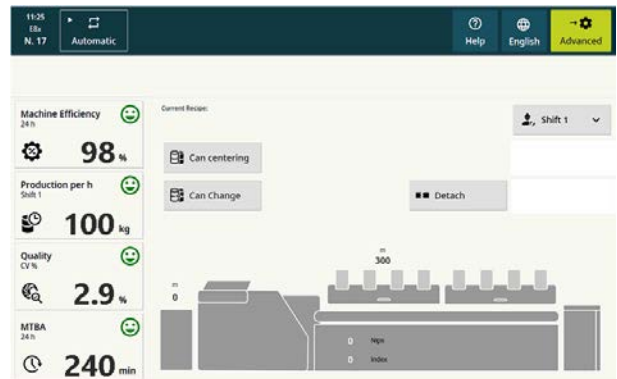 11:25
E8x
N. 17
Automatic
Help
English
Advanced
Machine Efficiency
24 h
98 %
Current Recipe:
Shift 1
Can centering
Production per h
Shift 1
100 kg
Can Change
Detach
Quality
CV %
2.9 %
m
300
m
0
MTBA
24 h
240 min
0 Neps
0 Index